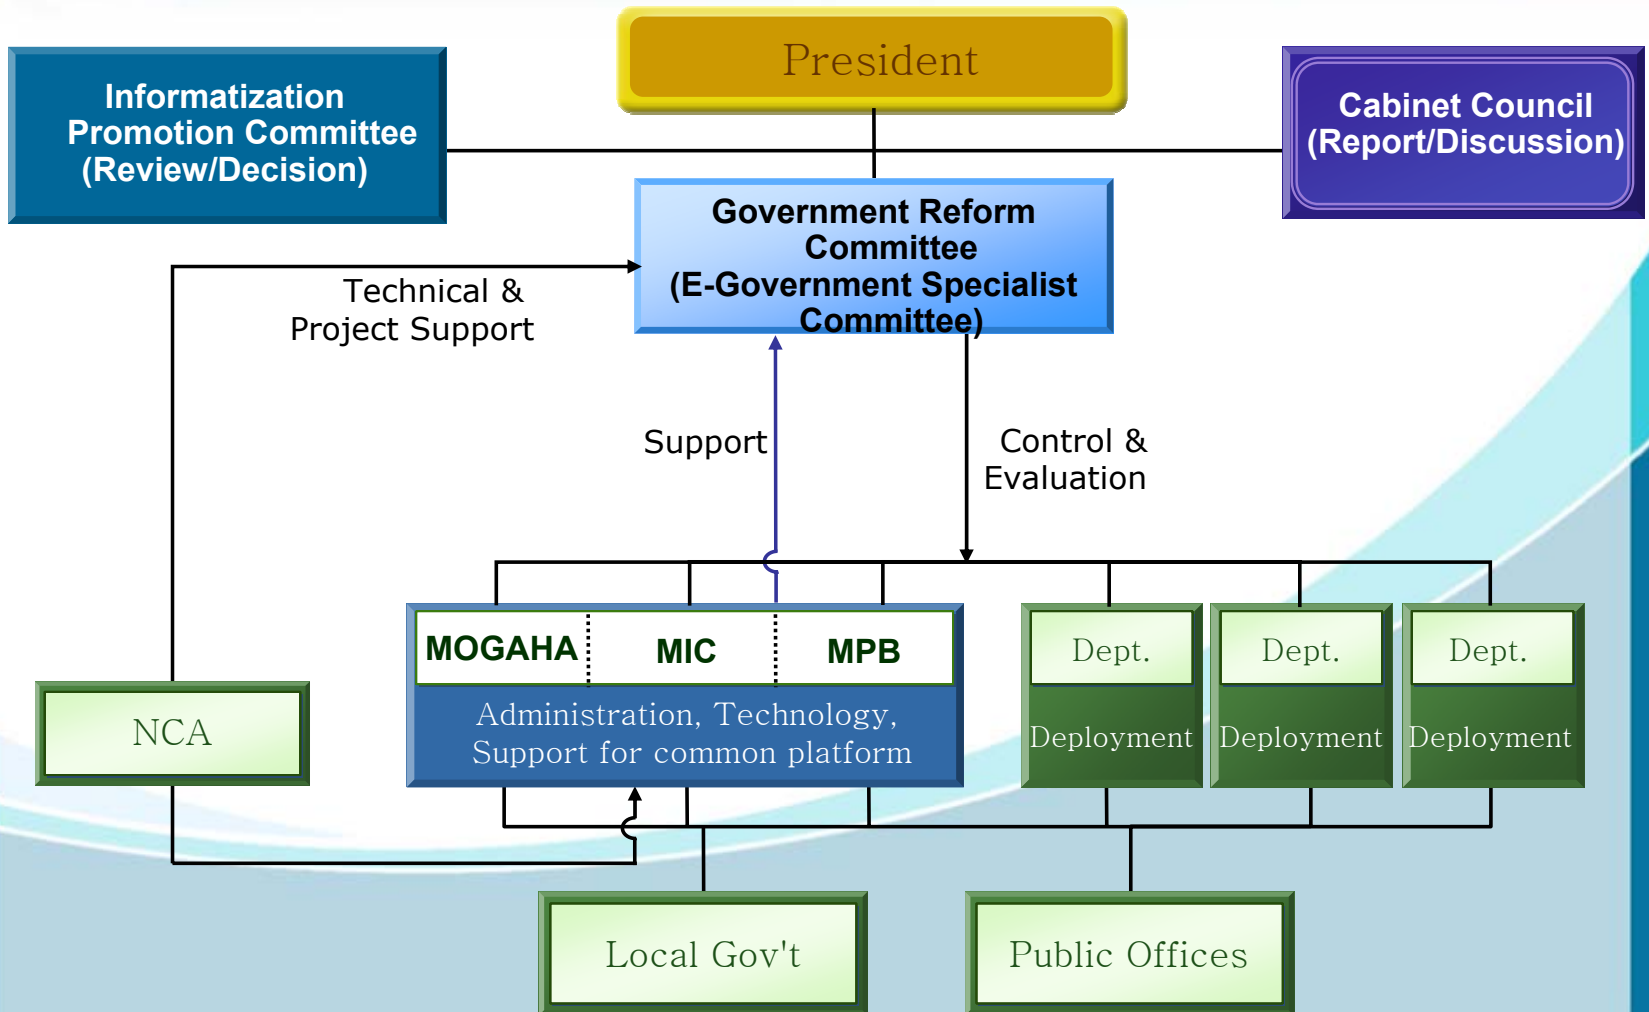 President
Informatization
Promotion Committee
(Review/Decision)
Cabinet Council
(Report/Discussion)
Government Reform
Committee
(E-Government Specialist
Committee)
Technical &
Project Support
Support
Control &
Evaluation
MOGAHA
MIC
MPB
Administration, Technology,
Support for common platform
Dept.
Deployment
Dept.
Deployment
Dept.
Deployment
NCA
Local Gov't
Public Offices